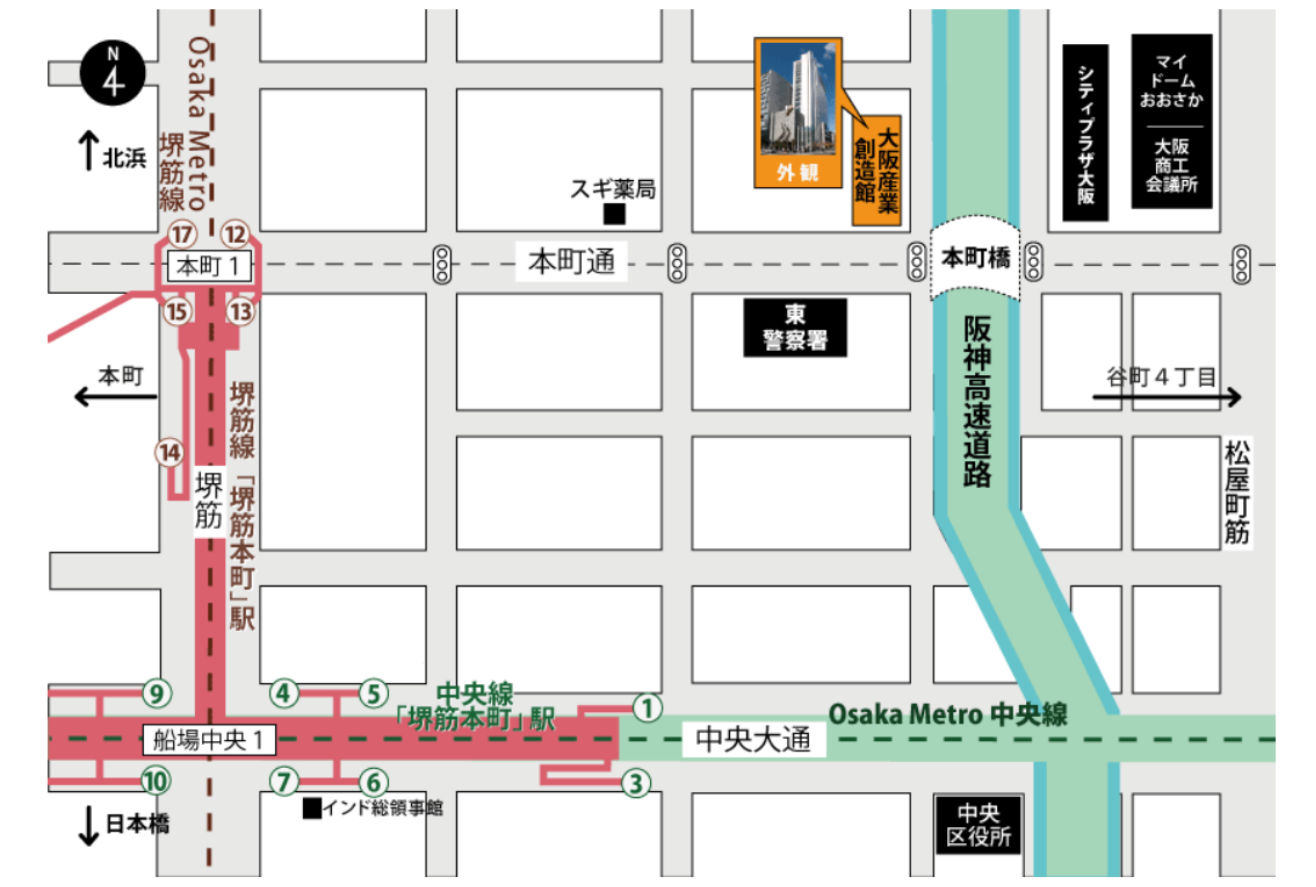 N
4
北浜
Osaka Metro
堺筋線
17
12
本町1
15
13
本町
14
堺筋
堺筋線「堺筋本町」駅
スギ薬局
外観
大阪産業
創造館
シティプラザ大阪
マイ
ドーム
おおさか
大阪
商工
会議所
本町通
本町橋
東
警察署
阪神高速道路
谷町4丁目
松屋町筋
9
4
5
中央線
「堺筋本町」駅
1
Osaka Metro 中央線
船場中央1
中央大通
10
7
6
3
インド総領事館
日本橋
中央
区役所